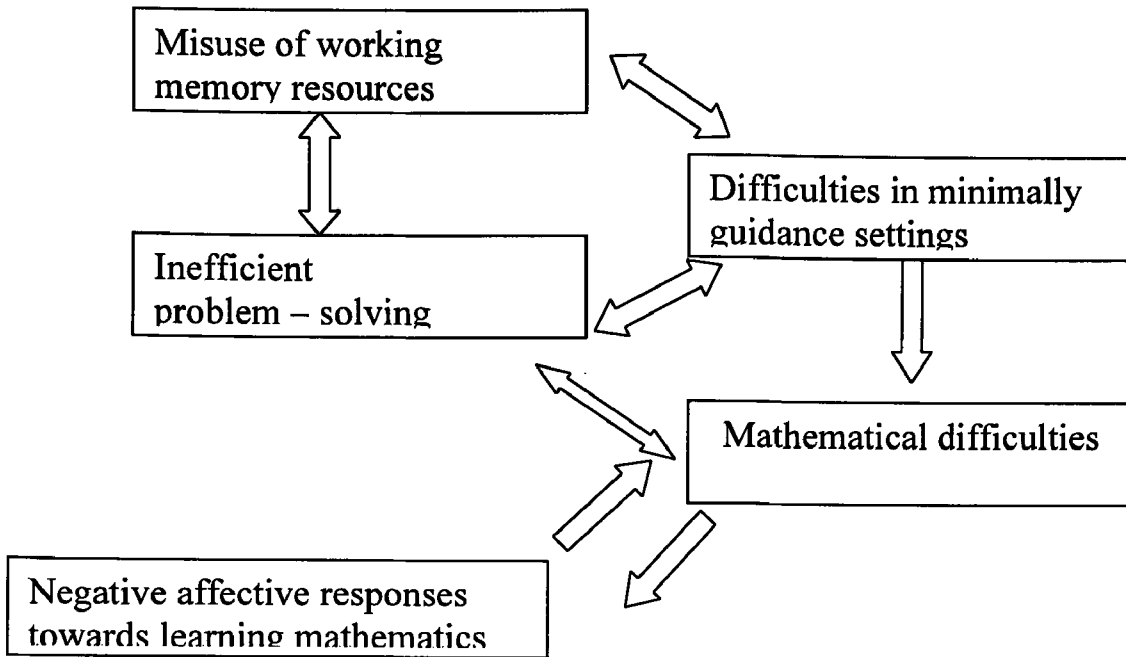 Misuse of working
memory resources
Difficulties in minimally
guidance settings
Inefficient
problem – solving
Mathematical difficulties
Negative affective responses
towards learning mathematics